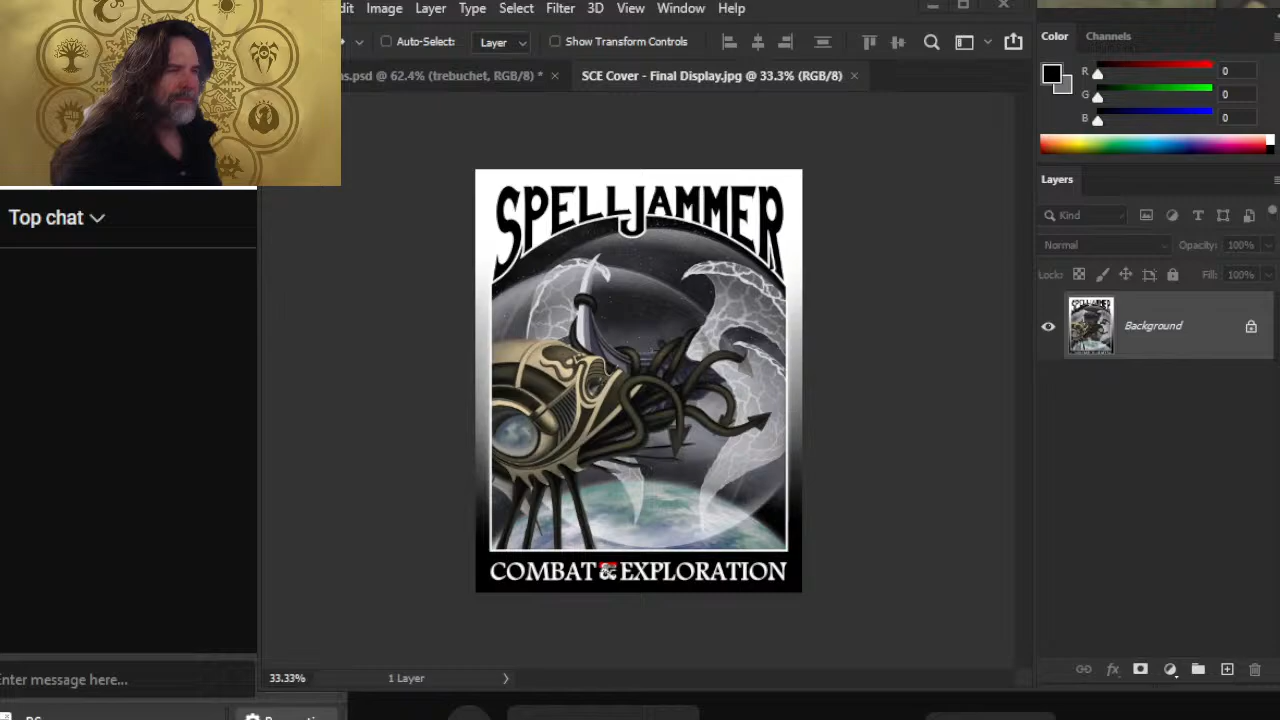 Image Layer Type Select Filter 3D View Window Help
Auto-Select: Layer Show Transform Controls
Color Channels
ns.psd @ 62.4% (trebuchet, RGB/8) * × SCE Cover - Final Display.jpg @ 33.3% (RGB/8) ×
R 0
G 0
B 0
Layers
Kind
Normal Opacity: 100%
Lock: Fill: 100%
Background
Top chat
SPELLJAMMER
COMBAT & EXPLORATION
Enter message here...
33.33% 1 Layer